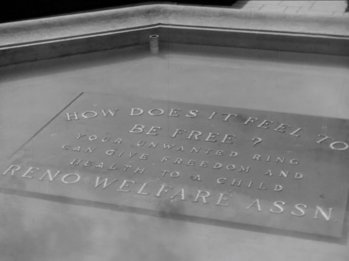 HOW DOES IT FEEL TO
BE FREE?
YOUR UNWANTED RING
CAN GIVE FREEDOM AND
HEALTH TO A CHILD
RENO WELFARE ASSN.